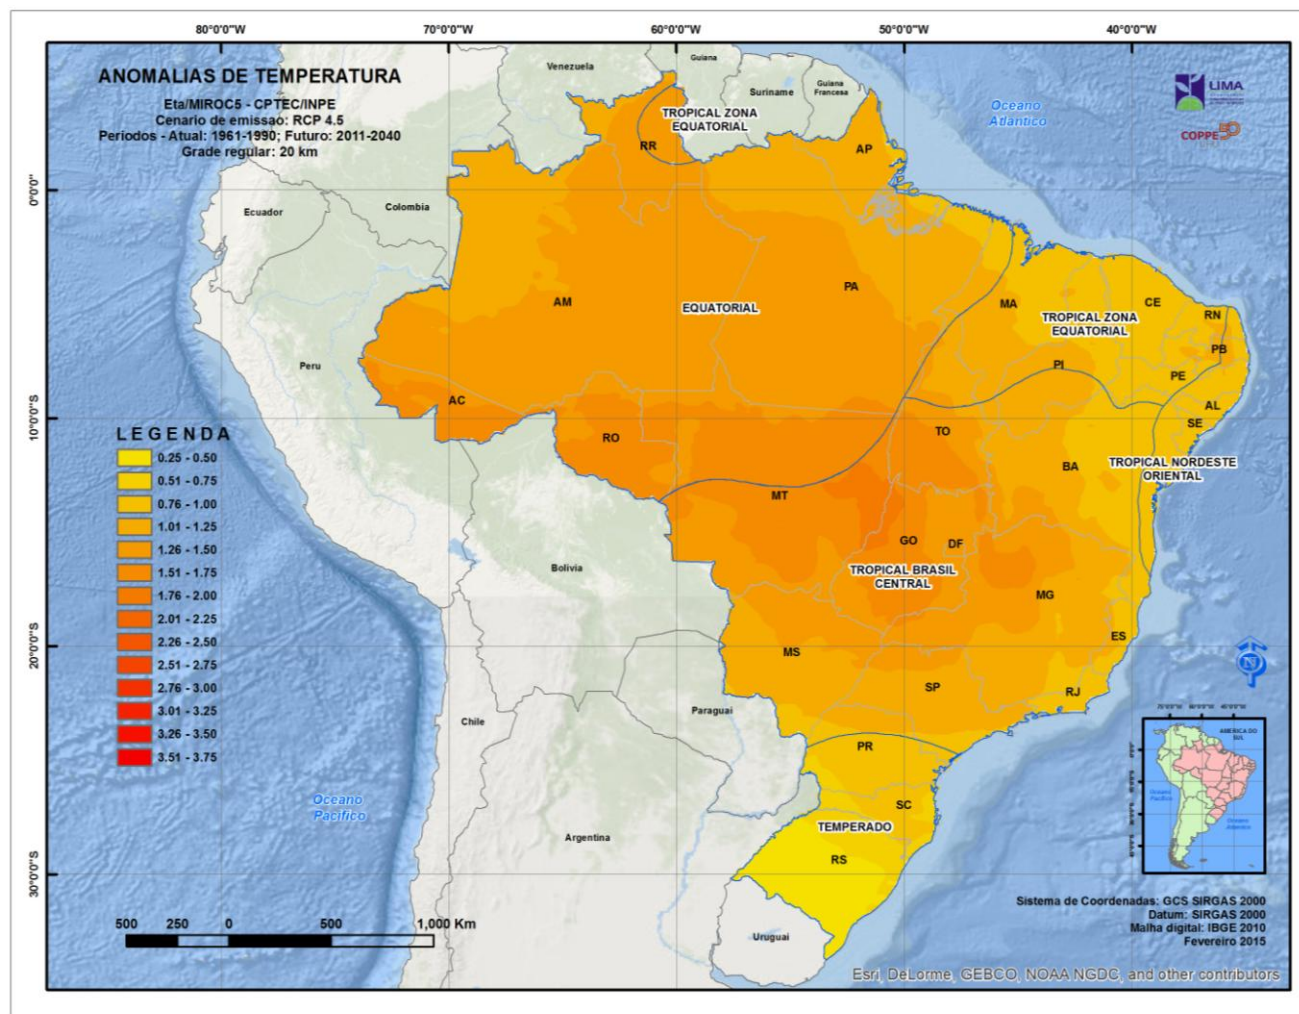 80°0'0"W
70°0'0"W
60°0'0"W
50°0'0"W
40°0'0"W
ANOMALIAS DE TEMPERATURA
Eta/MIROC5 - CPTEC/INPE
Cenario de emissao: RCP 4.5
Periodos - Atual: 1961-1990; Futuro: 2011-2040
Grade regular: 20 km
Venezuela
Guiana
Suriname
Guiana
Francesa
Oceano
Atlântico
LIMA
COPPE
TROPICAL ZONA
EQUATORIAL
RR
AP
0°0'0"
Ecuador
Colombia
AM
EQUATORIAL
PA
MA
CE
TROPICAL ZONA
EQUATORIAL
RN
PB
PI
PE
Peru
AC
AL
10°0'0"S
SE
RO
TO
BA
TROPICAL NORDESTE
ORIENTAL
MT
GO
DF
Bolivia
TROPICAL BRASIL
CENTRAL
MG
ES
20°0'0"S
MS
SP
RJ
Paraguai
Chile
PR
SC
TEMPERADO
RS
Argentina
Oceano
Pacífico
30°0'0"S
Uruguai
LEGENDA
0.25 - 0.50
0.51 - 0.75
0.76 - 1.00
1.01 - 1.25
1.26 - 1.50
1.51 - 1.75
1.76 - 2.00
2.01 - 2.25
2.26 - 2.50
2.51 - 2.75
2.76 - 3.00
3.01 - 3.25
3.26 - 3.50
3.51 - 3.75
500 250 0 500 1,000 Km
N
AMERICA DO
SUL
Oceano
Pacífico
Oceano
Atlântico
Sistema de Coordenadas: GCS SIRGAS 2000
Datum: SIRGAS 2000
Malha digital: IBGE 2010
Fevereiro 2015
Esri, DeLorme, GEBCO, NOAA NGDC, and other contributors